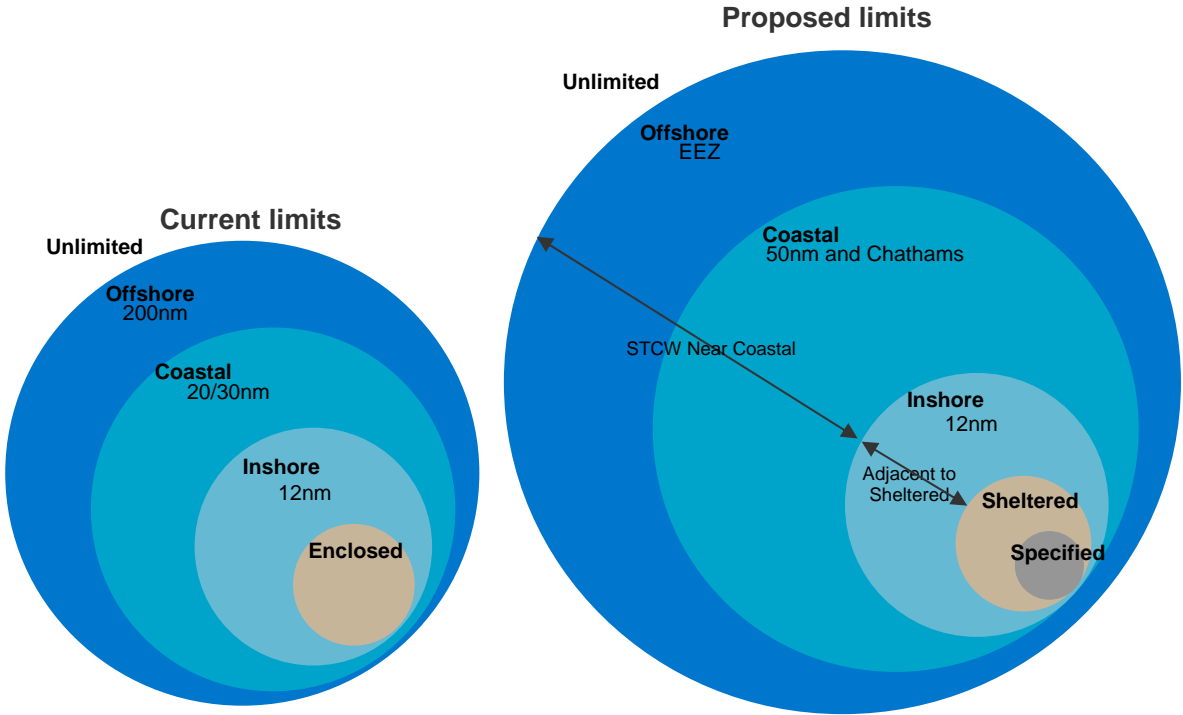 Current limits
Unlimited
Offshore
200nm
Coastal
20/30nm
Inshore
12nm
Enclosed
Proposed limits
Unlimited
Offshore
EEZ
Coastal
50nm and Chathams
STCW Near Coastal
Inshore
12nm
Adjacent to
Sheltered
Sheltered
Specified